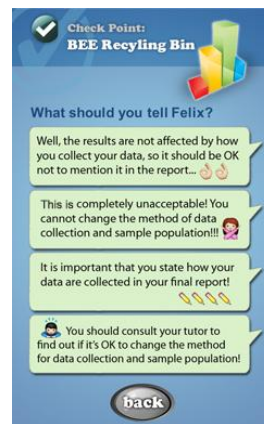 Check Point:
BEE Recyling Bin
What should you tell Felix?
Well, the results are not affected by how
you collect your data, so it should be OK
not to mention it in the report...
This is completely unacceptable! You
cannot change the method of data
collection and sample population!!!
It is important that you state how your
data are collected in your final report!
You should consult your tutor to
find out if it's OK to change the method
for data collection and sample population!
back